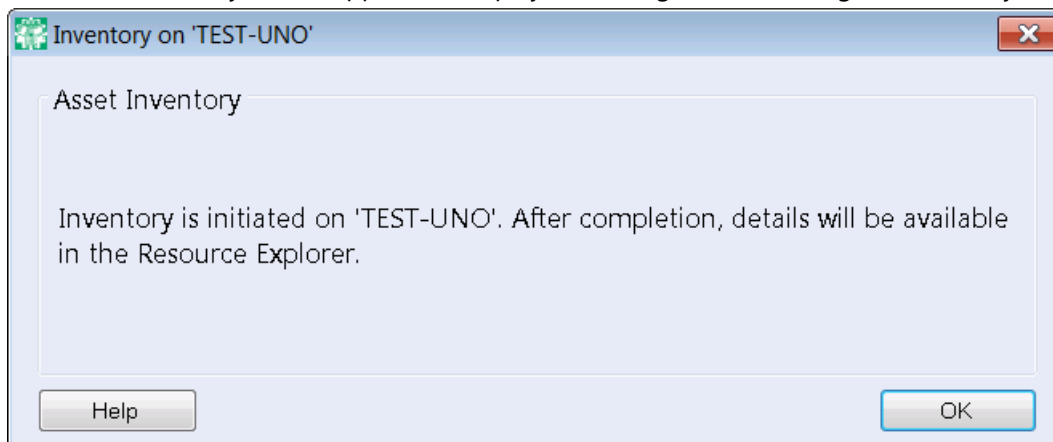 Inventory on 'TEST-UNO'
Asset Inventory
Inventory is initiated on 'TEST-UNO'. After completion, details will be available
in the Resource Explorer.
Help
OK